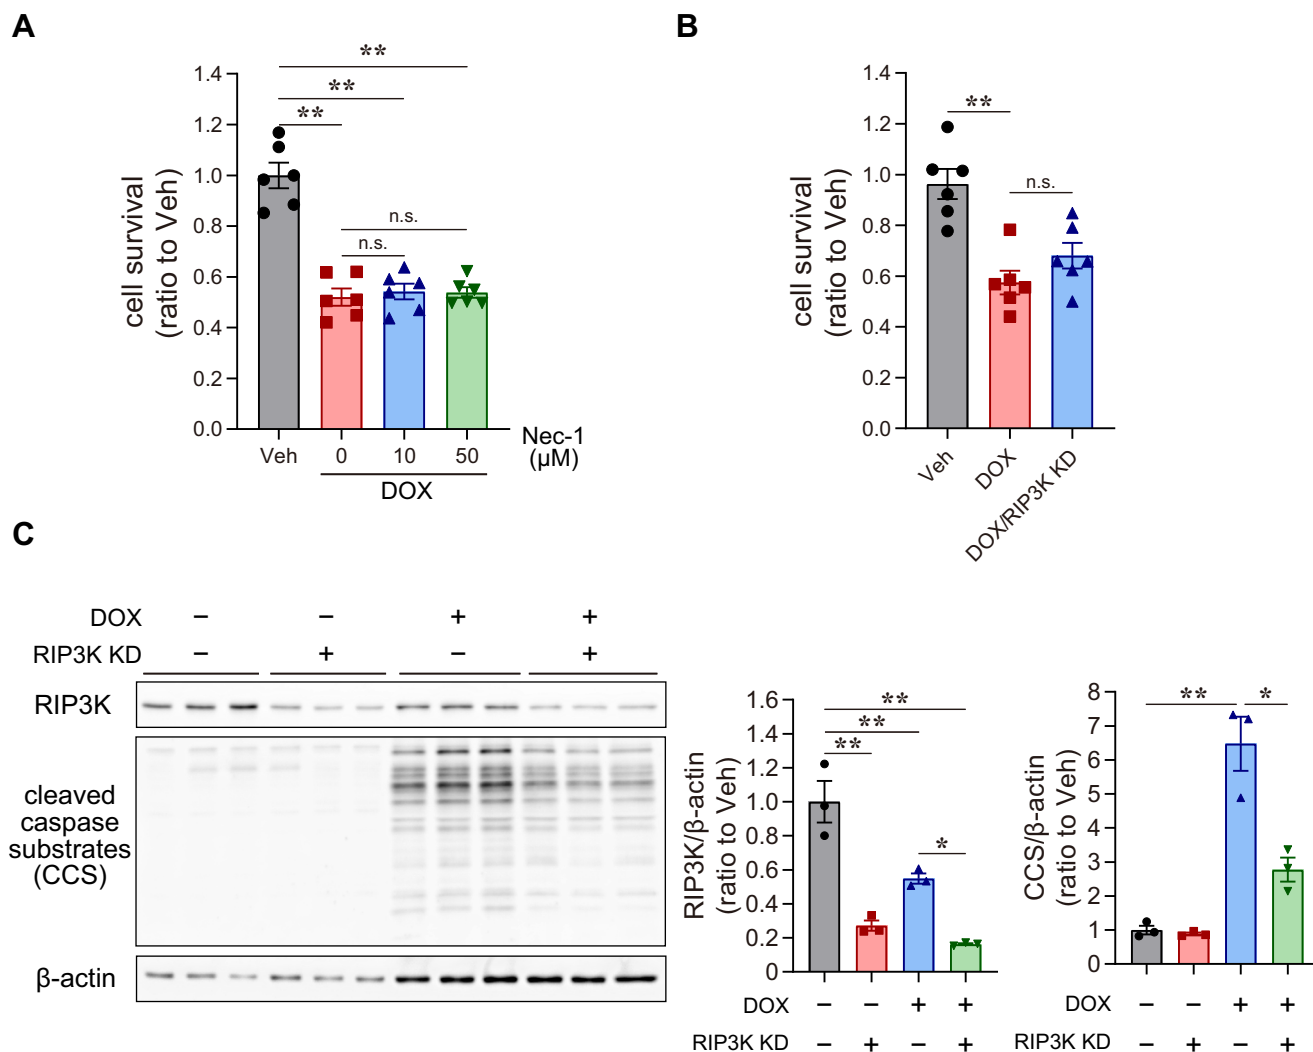 A
cell survival
(ratio to Veh)
1.4
1.2
1.0
0.8
0.6
0.4
0.2
0.0
**
**
**
n.s.
n.s.
Veh
0
10
50
Nec-1
(μM)
DOX
B
cell survival
(ratio to Veh)
1.4
1.2
1.0
0.8
0.6
0.4
0.2
0.0
**
n.s.
Veh
DOX
DOX/RIP3K KD
C
DOX − − + +
RIP3K KD − + − +
RIP3K
cleaved
caspase
substrates
(CCS)
β-actin
RIP3K/β-actin
(ratio to Veh)
1.6
1.4
1.2
1.0
0.8
0.6
0.4
0.2
0
**
**
**
*
DOX − − + +
RIP3K KD − + − +
CCS/β-actin
(ratio to Veh)
8
7
6
5
4
3
2
1
0
**
*
DOX − − + +
RIP3K KD − + − +